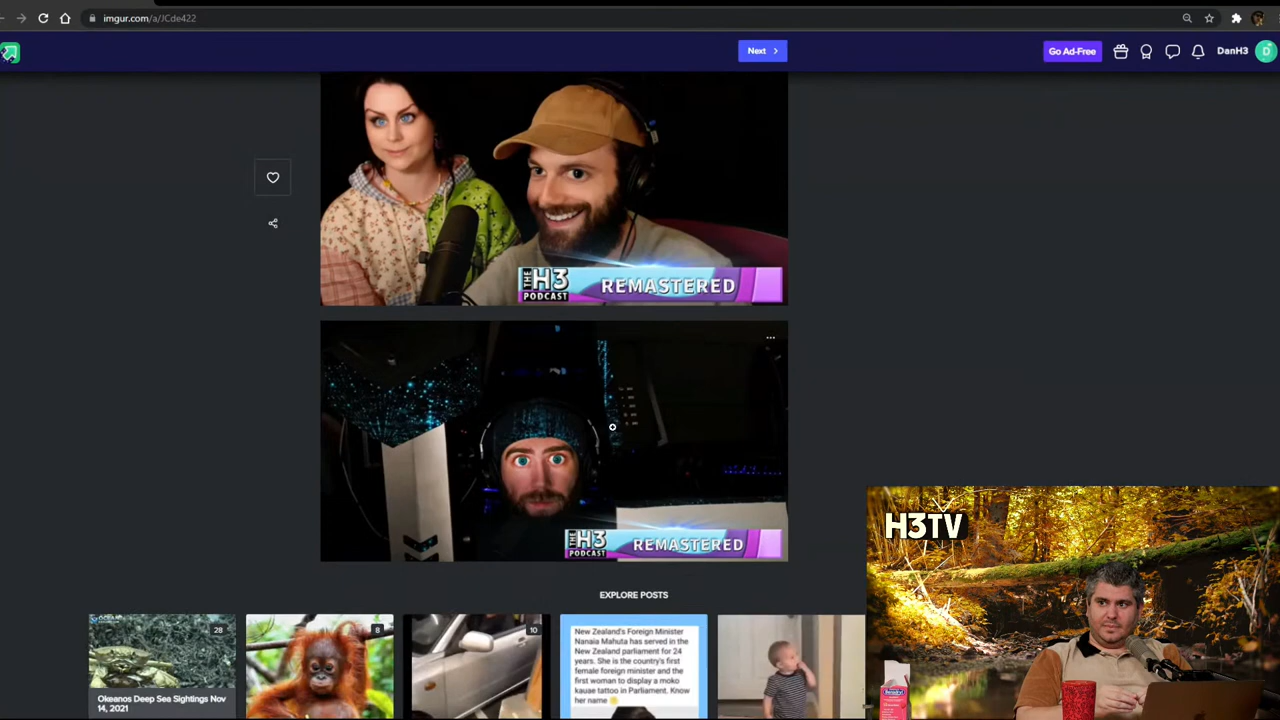 imgur.com/a/JCde422
Next
Go Ad-Free
DanH3
THE H3 PODCAST
REMASTERED
THE H3 PODCAST
REMASTERED
EXPLORE POSTS
28
Okeanos Deep Sea Sightings Nov
14, 2021
8
10
New Zealand's Foreign Minister
Nanaia Mahuta has served in the
New Zealand parliament for 24
years. She is the country's first
female foreign minister and the
first woman to display a moko
kauae tattoo in Parliament. Know
her name
H3TV
Benadryl